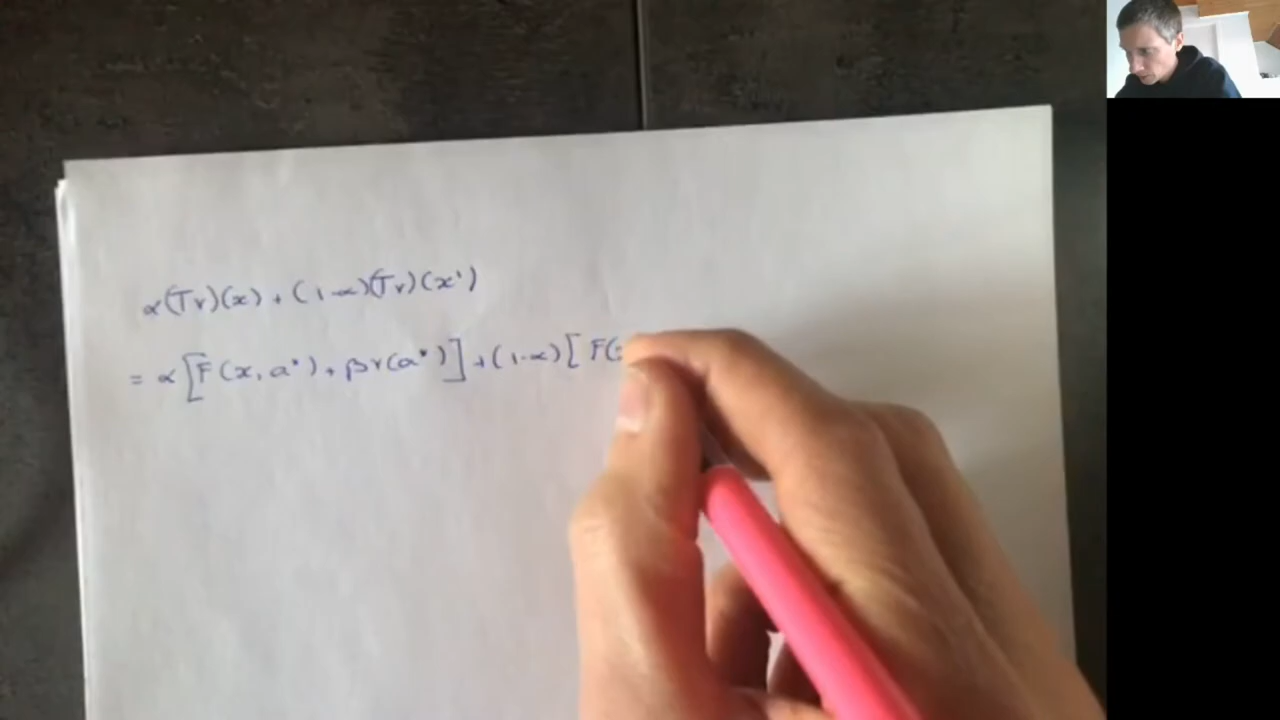 α(Tv)(x) + (1-α)(Tv)(x')
= α[F(x, a*) + βv(a*)] + (1-α)[F(